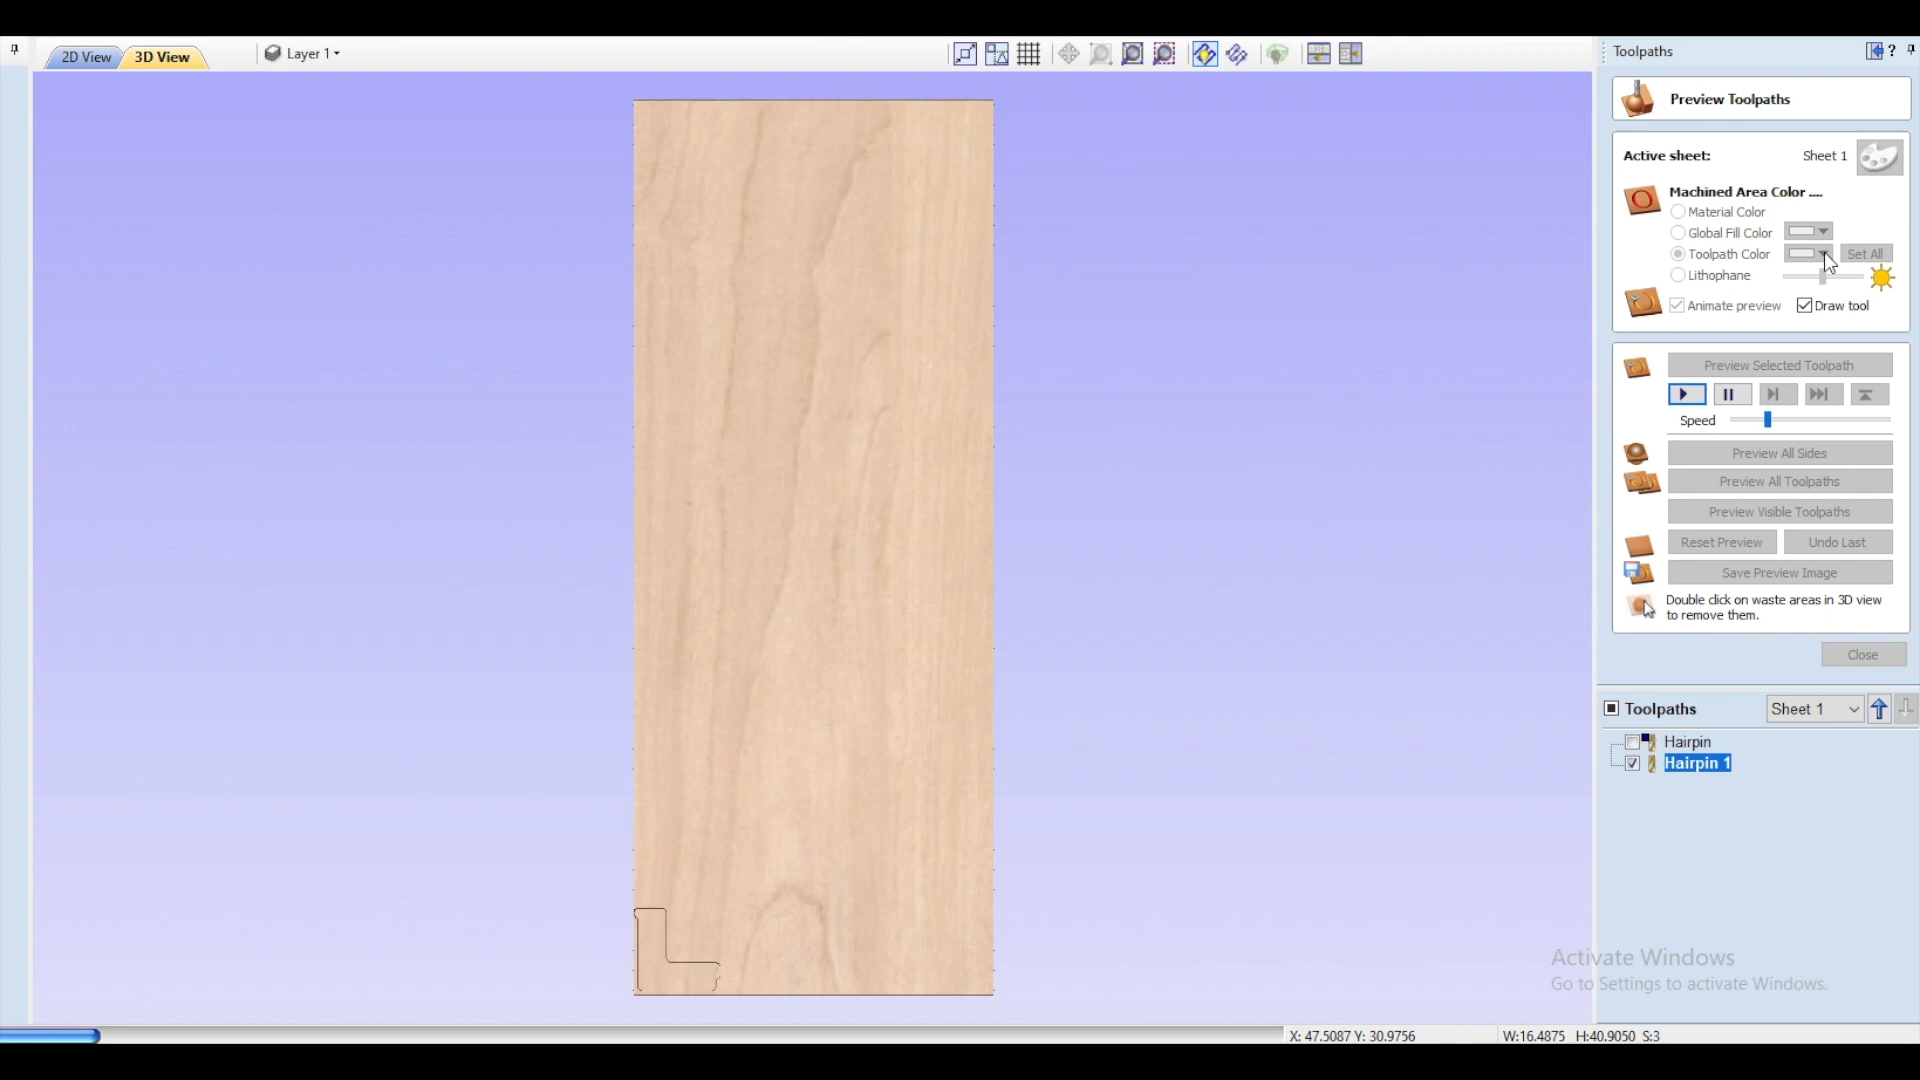 2D View
3D View
Layer 1
Toolpaths
?
Preview Toolpaths
Active sheet:
Sheet 1
Machined Area Color ....
Material Color
Global Fill Color
Toolpath Color
Set All
Lithophane
Animate preview
Draw tool
Preview Selected Toolpath
Speed
Preview All Sides
Preview All Toolpaths
Preview Visible Toolpaths
Reset Preview
Undo Last
Save Preview Image
Double click on waste areas in 3D view
to remove them.
Close
Toolpaths
Sheet 1
Hairpin
Hairpin 1
Activate Windows
Go to Settings to activate Windows.
X: 47.5087 Y: 30.9756
W:16.4875 H:40.9050 S:3